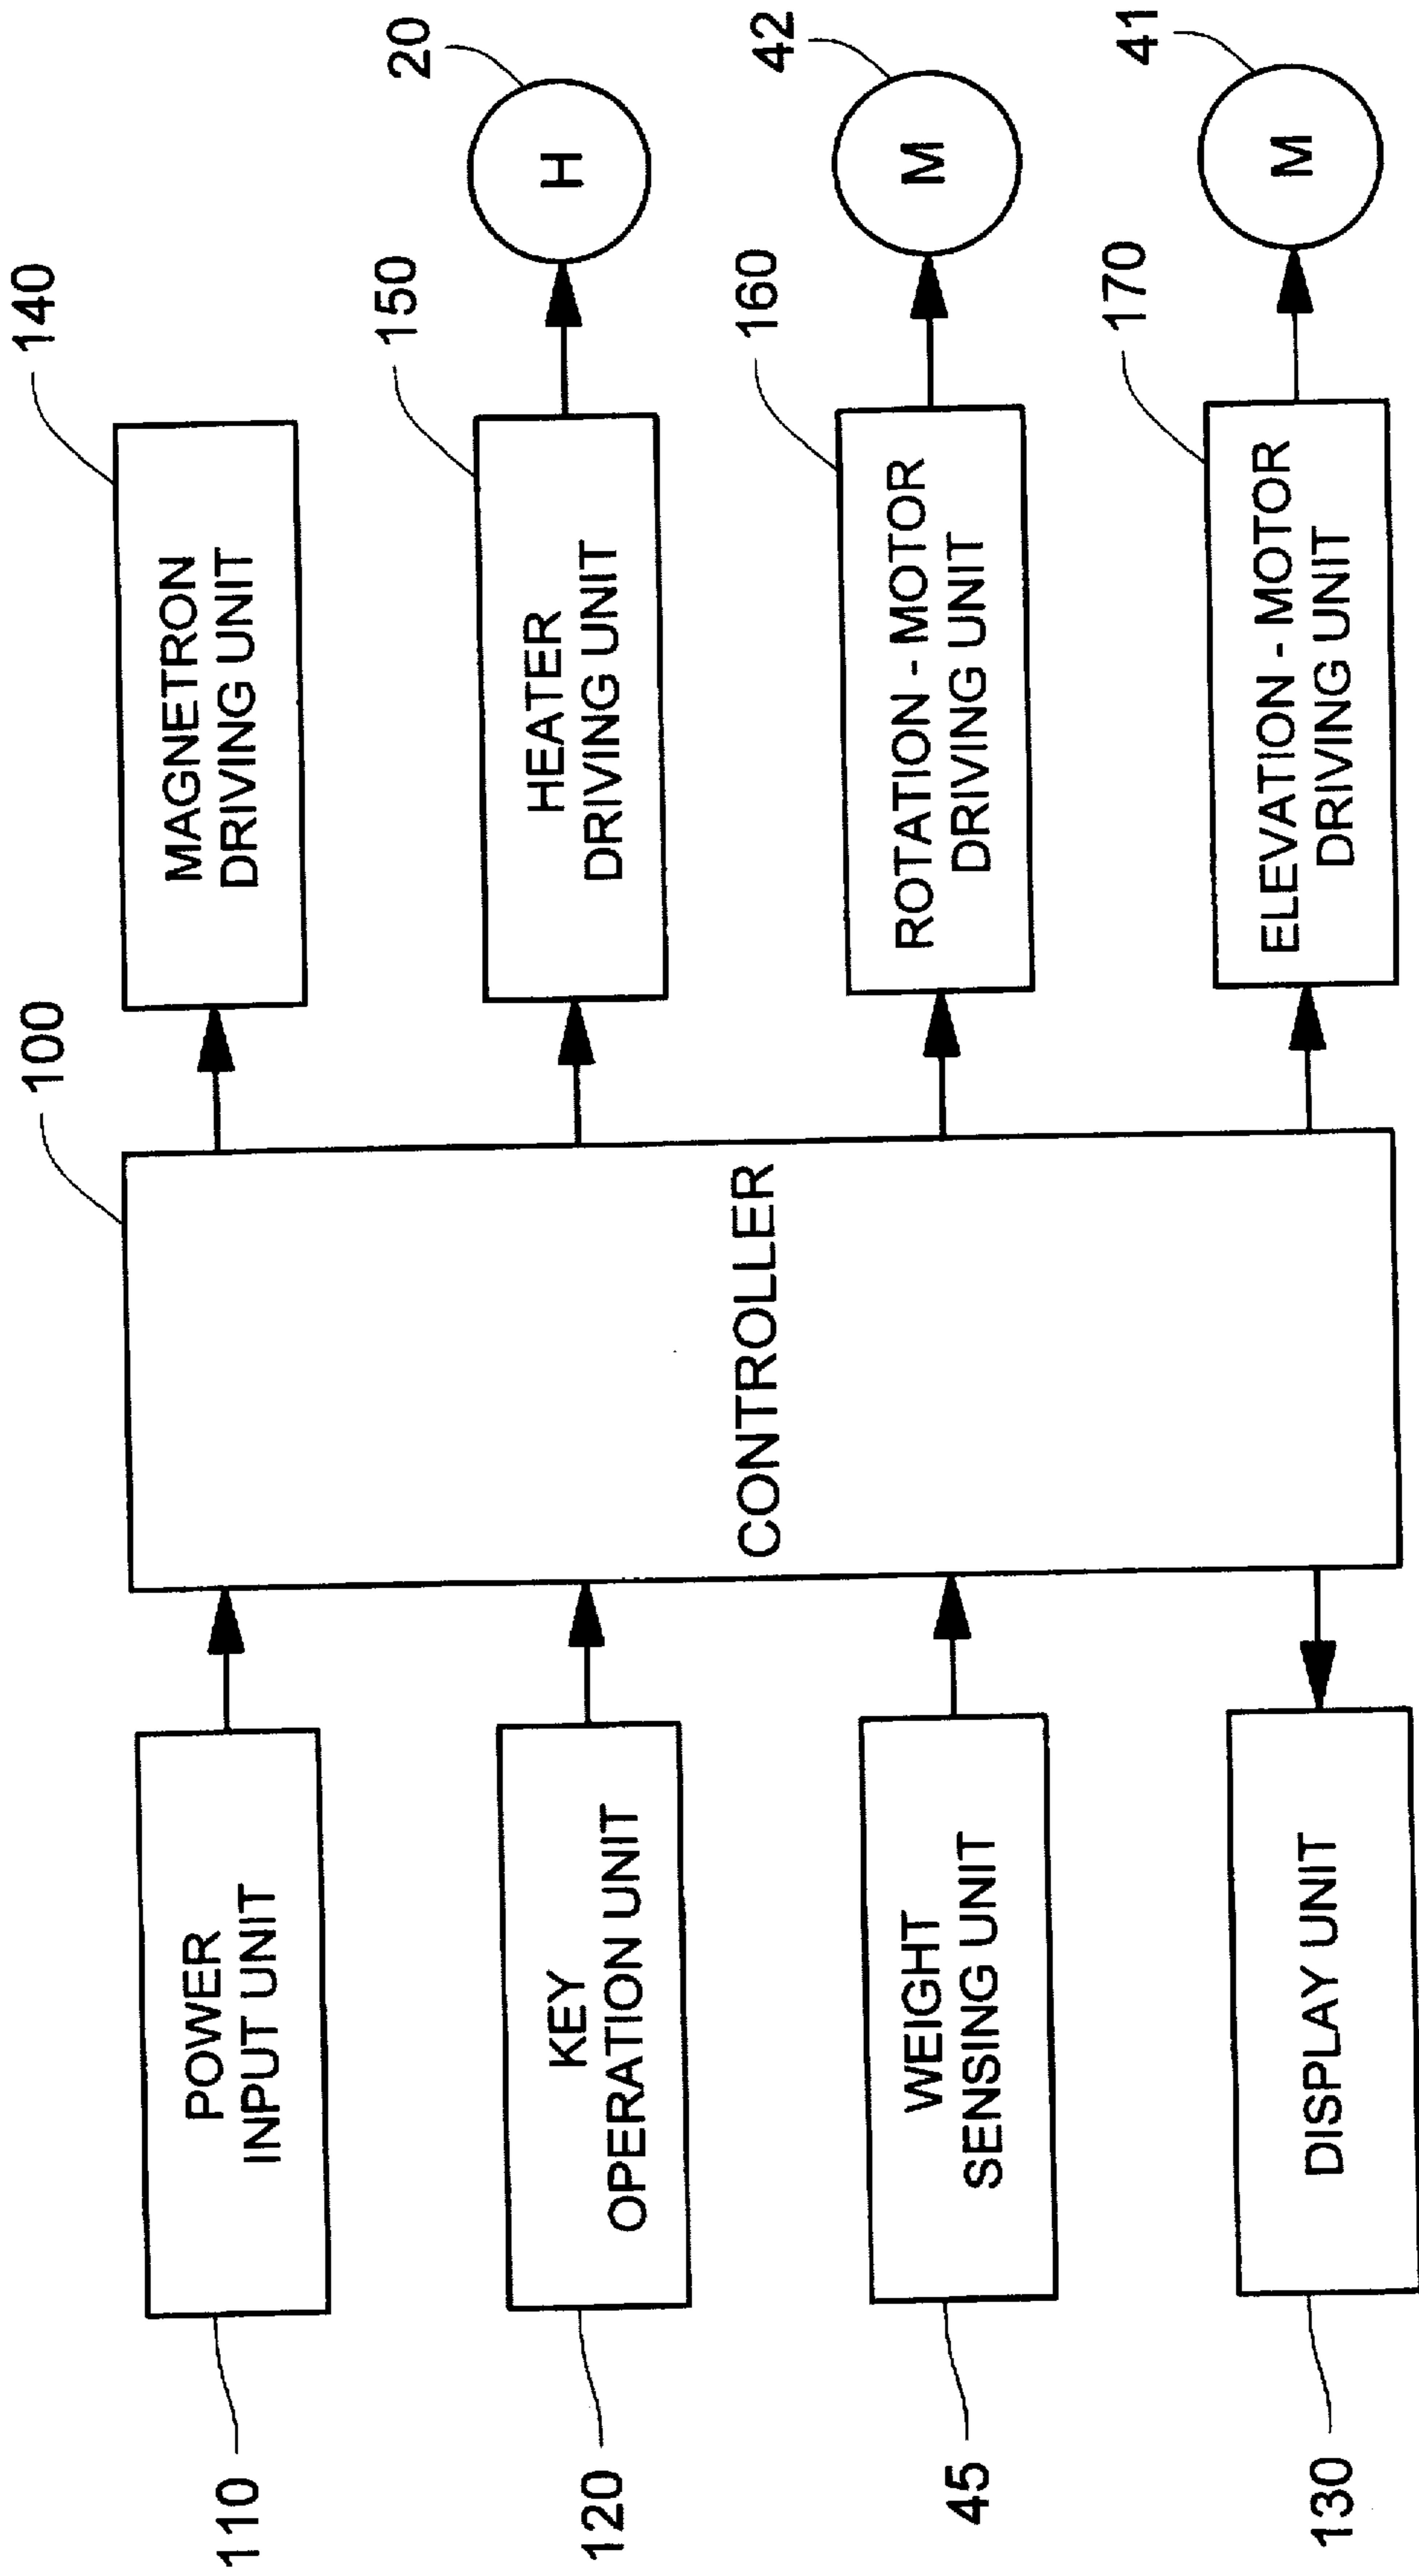 100
140
110
POWER
INPUT UNIT
MAGNETRON
DRIVING UNIT
150
20
120
KEY
OPERATION UNIT
HEATER
DRIVING UNIT
H
CONTROLLER
160
42
45
WEIGHT
SENSING UNIT
ROTATION - MOTOR
DRIVING UNIT
M
170
41
130
DISPLAY UNIT
ELEVATION - MOTOR
DRIVING UNIT
M